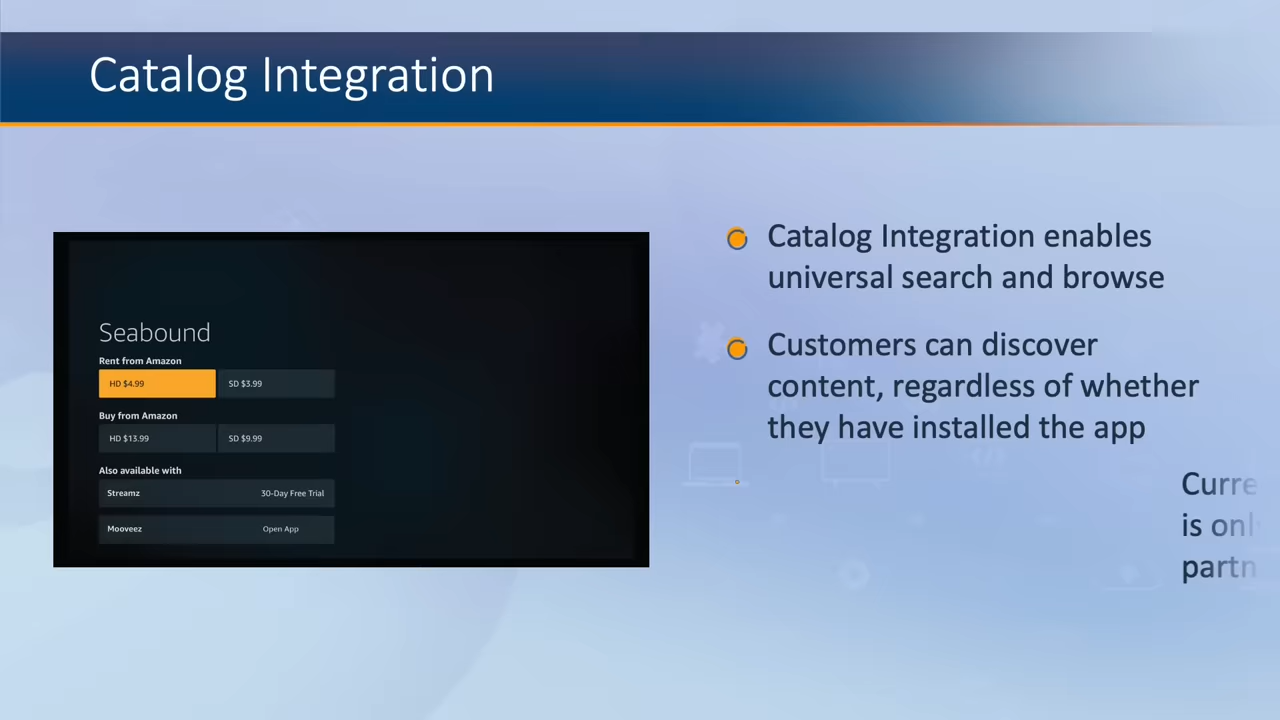 Catalog Integration
Seabound
Rent from Amazon
HD $4.99 SD $3.99
Buy from Amazon
HD $13.99 SD $9.99
Also available with
Streamz 30-Day Free Trial
Mooveez Open App
Catalog Integration enables
universal search and browse
Customers can discover
content, regardless of whether
they have installed the app
is